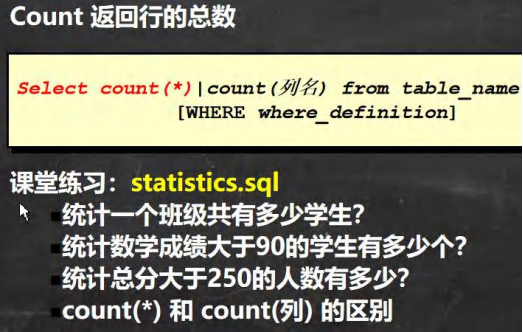 Count 返回行的总数
Select count(*)|count(列名) from table_name
[WHERE where_definition]
课堂练习：statistics.sql
统计一个班级共有多少学生？
统计数学成绩大于90的学生有多少个？
统计总分大于250的人数有多少？
count(*) 和 count(列) 的区别